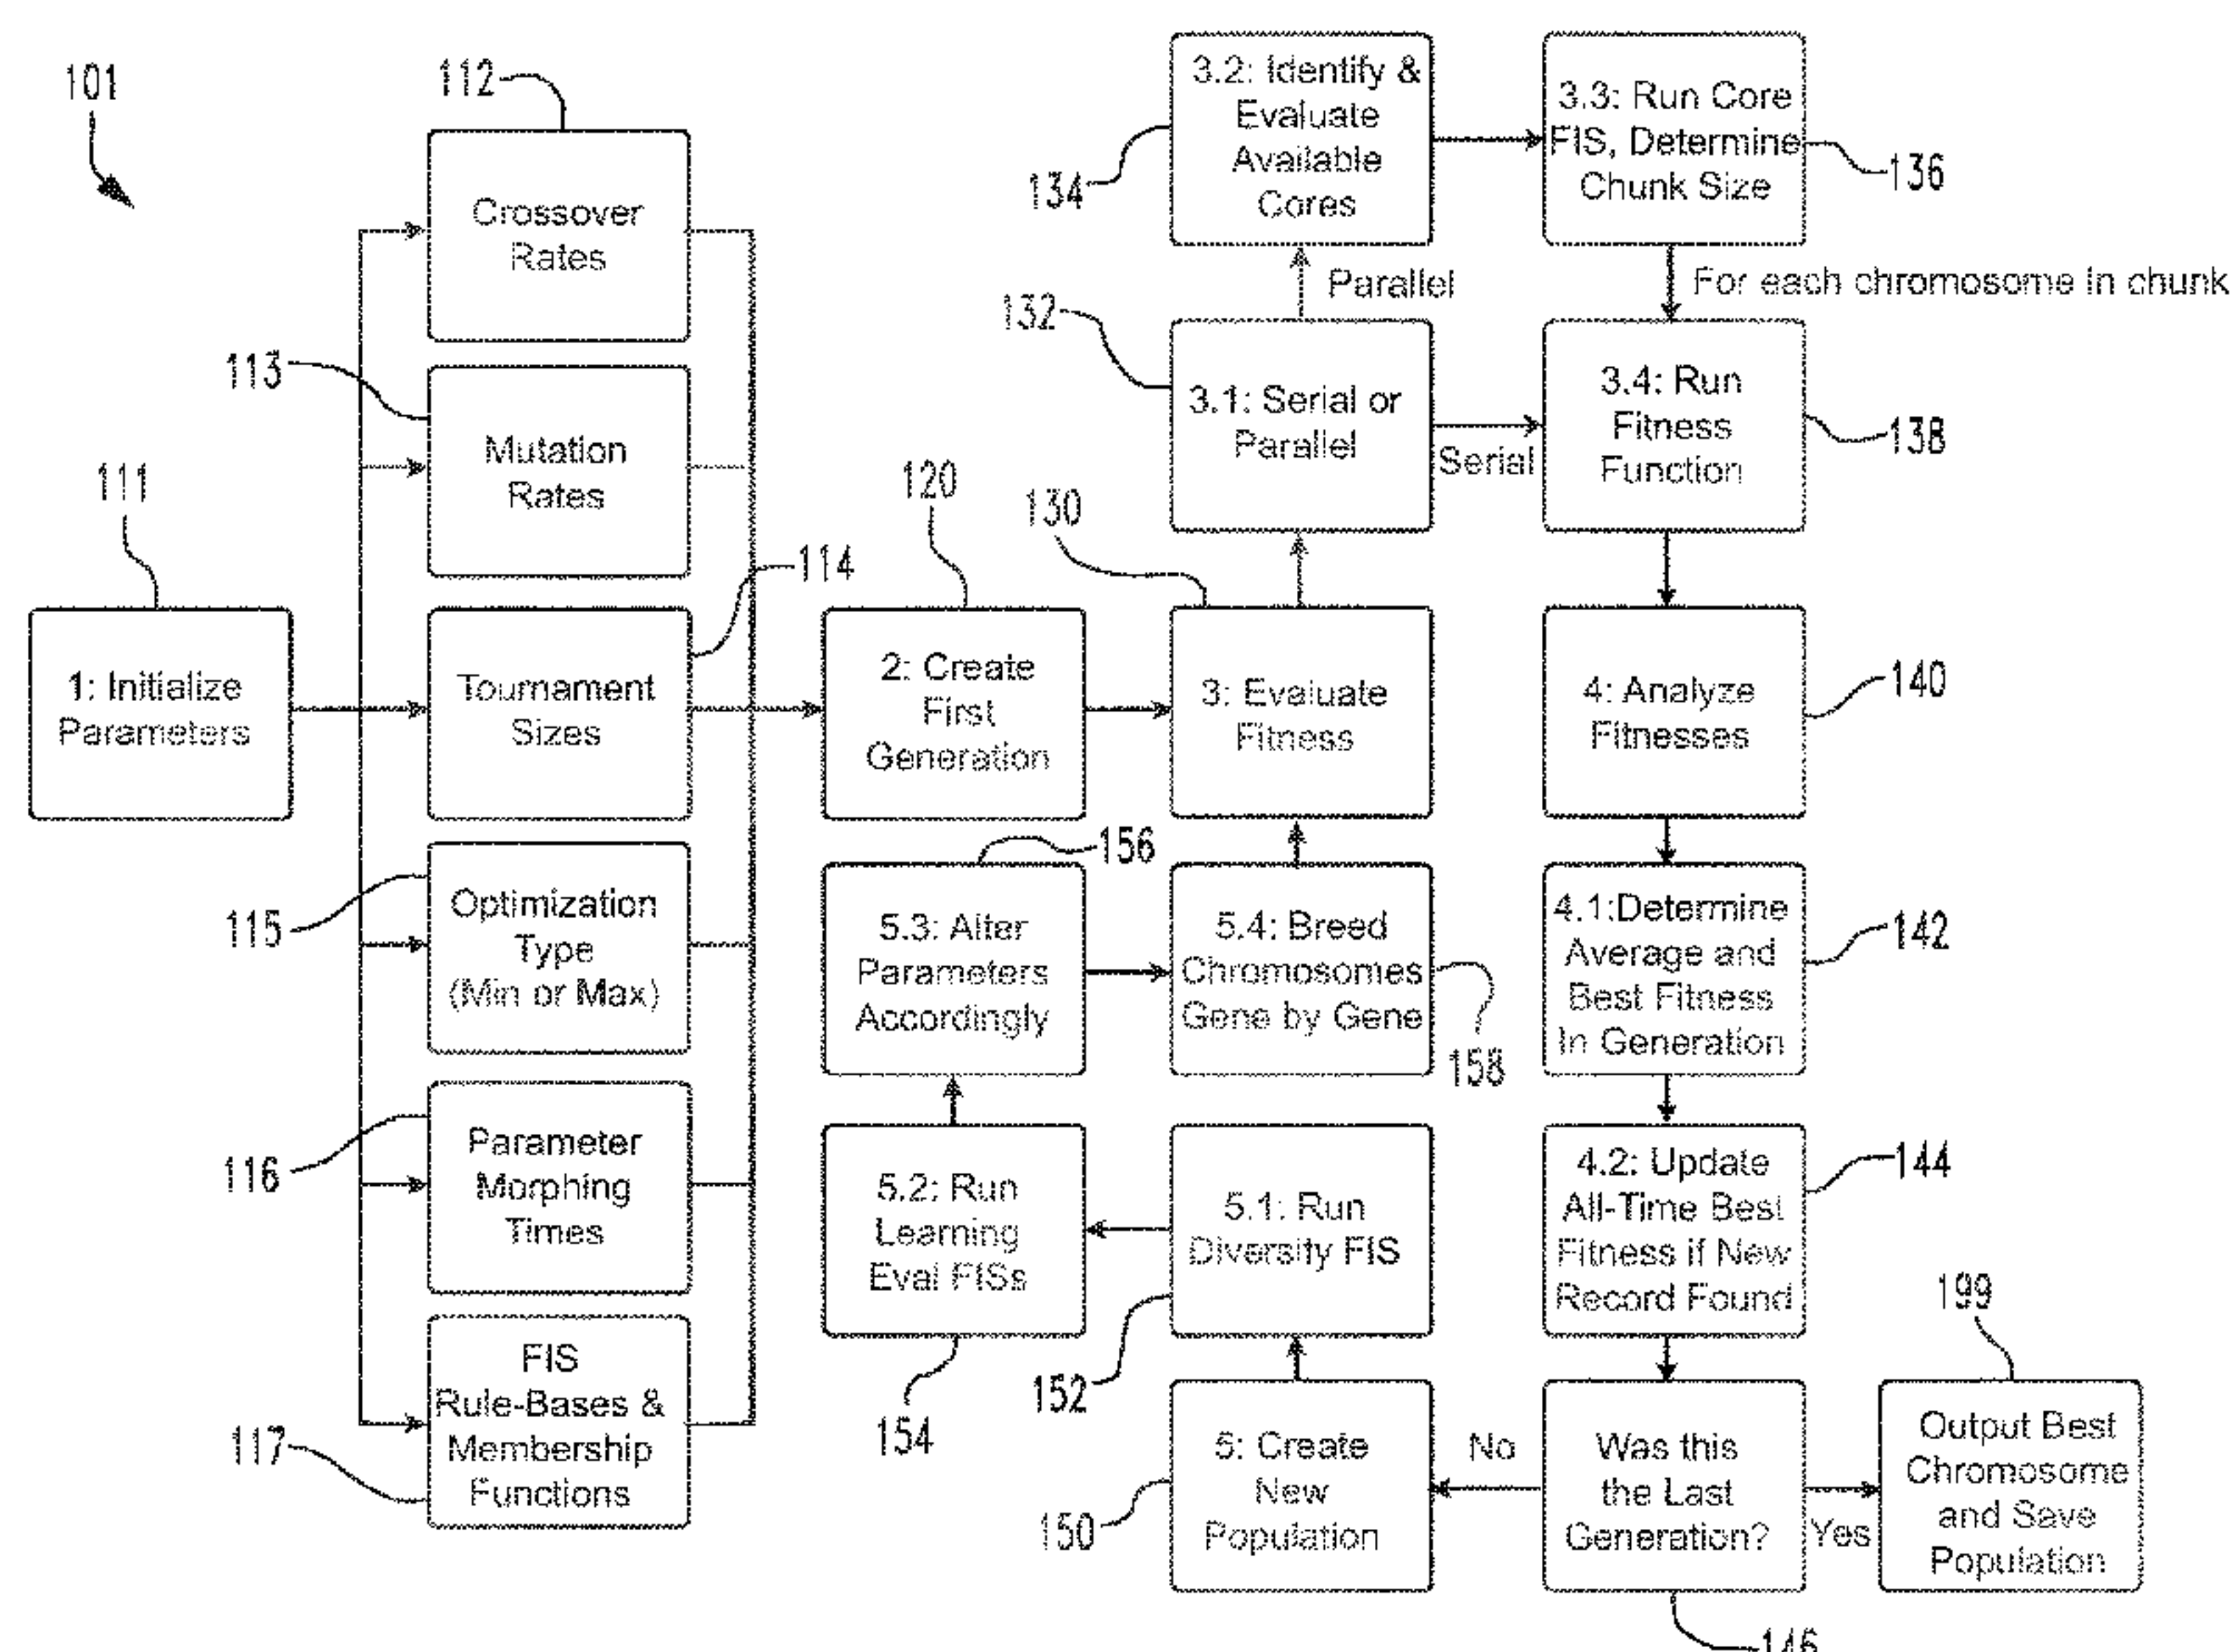 101
112
Crossover
Rates
113
Mutation
Rates
111
1: Initialize
Parameters
114
Tournament
Sizes
115
Optimization
Type
(Min or Max)
116
Parameter
Morphing
Times
117
FIS
Rule-Bases &
Membership
Functions
120
2: Create
First
Generation
130
3: Evaluate
Fitness
132
3.1: Serial or
Parallel
Parallel
Serial
134
3.2: Identify &
Evaluate
Available
Cores
3.3: Run Core
FIS, Determine
Chunk Size
136
For each chromosome in chunk
3.4: Run
Fitness
Function
138
4: Analyze
Fitnesses
140
4.1:Determine
Average and
Best Fitness
In Generation
142
4.2: Update
All-Time Best
Fitness if New
Record Found
144
Was this
the Last
Generation?
146
No
Yes
199
Output Best
Chromosome
and Save
Population
5: Create
New
Population
150
5.1: Run
Diversity FIS
152
5.2: Run
Learning
Eval FISs
154
5.3: Alter
Parameters
Accordingly
156
5.4: Breed
Chromosomes
Gene by Gene
158